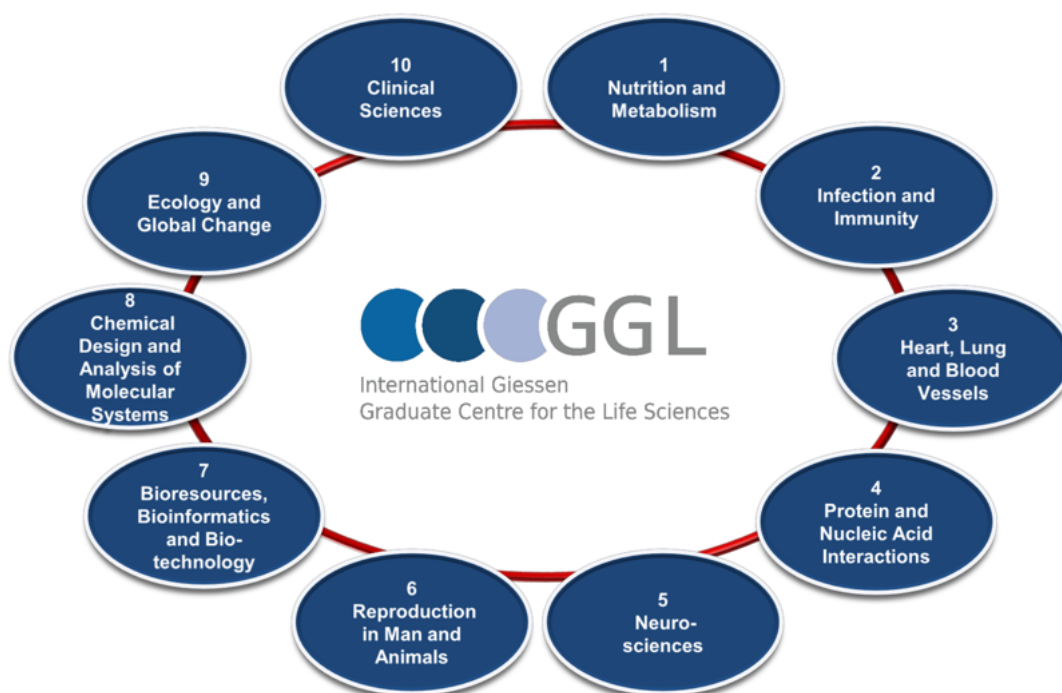 1
Nutrition and
Metabolism
2
Infection and
Immunity
3
Heart, Lung
and Blood
Vessels
4
Protein and
Nucleic Acid
Interactions
5
Neuro-
sciences
6
Reproduction
in Man and
Animals
7
Bioresources,
Bioinformatics
and Bio-
technology
8
Chemical
Design and
Analysis of
Molecular
Systems
9
Ecology and
Global Change
10
Clinical
Sciences
GGL
International Giessen
Graduate Centre for the Life Sciences